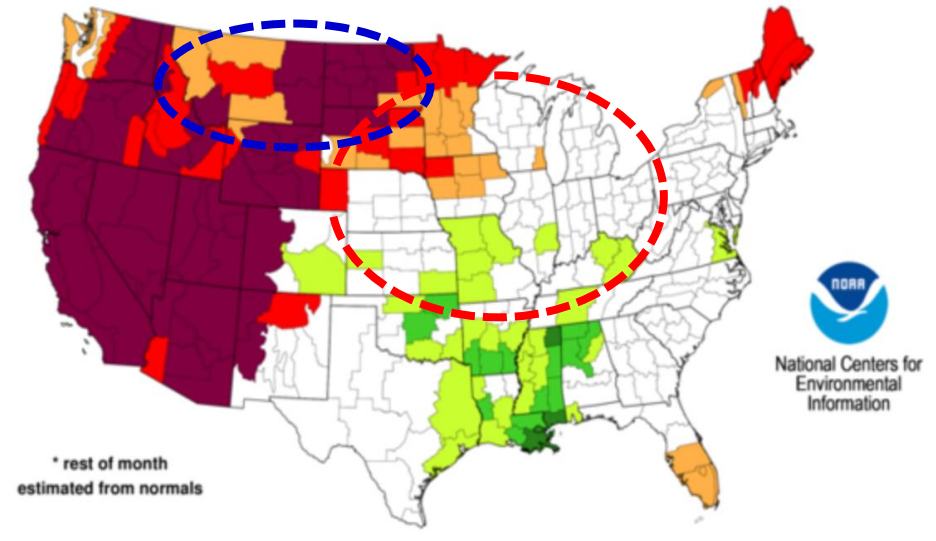 NOAA
National Centers for
Environmental
Information
* rest of month
estimated from normals